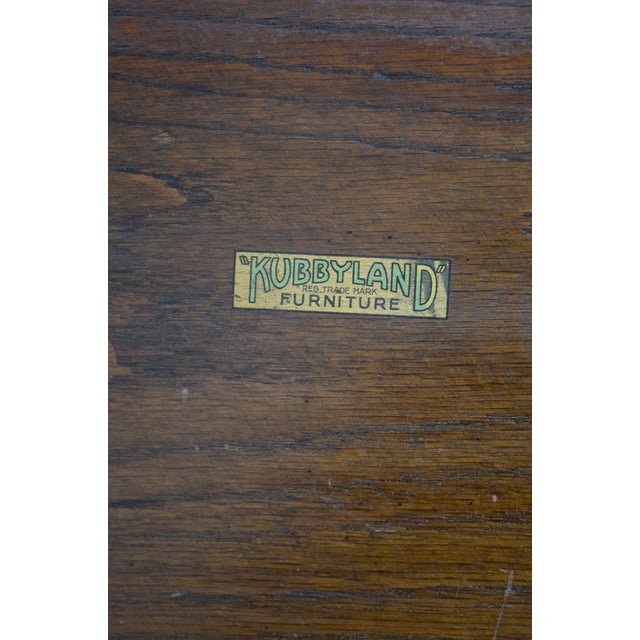 "KUBBYLAND"
REG. TRADE MARK
FURNITURE